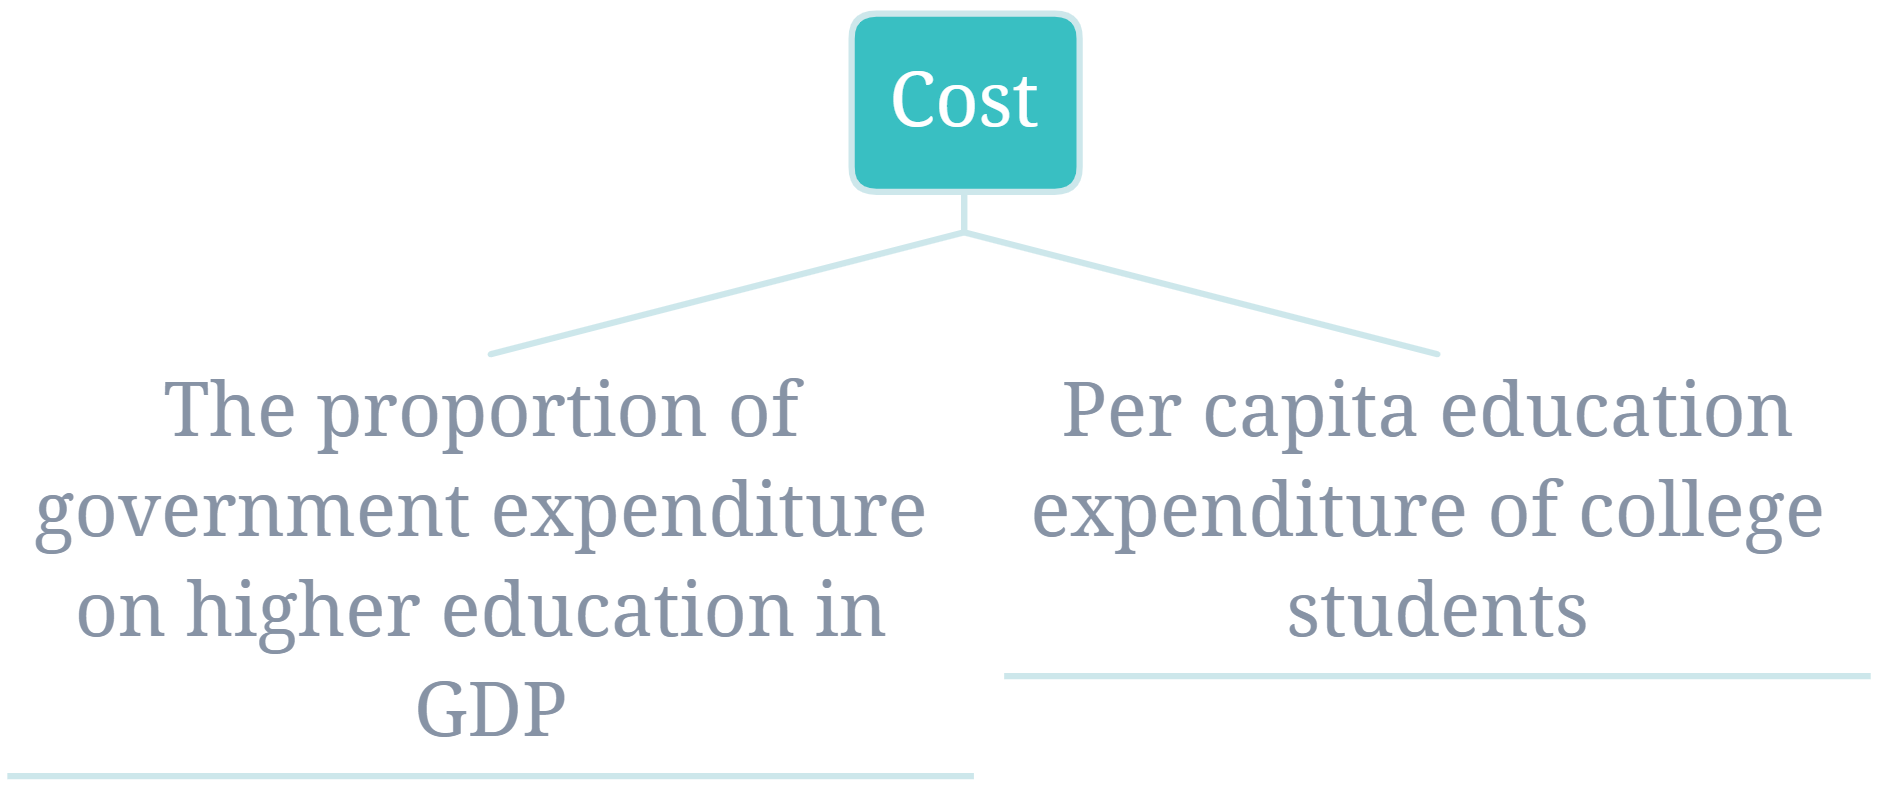 Cost
The proportion of
government expenditure
on higher education in
GDP
Per capita education
expenditure of college
students